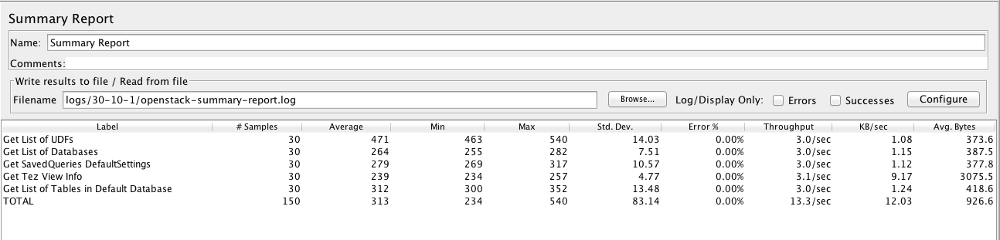 Summary Report
Name: Summary Report
Comments:
Write results to file / Read from file
Filename logs/30-10-1/openstack-summary-report.log Browse... Log/Display Only: Errors Successes Configure
Label # Samples Average Min Max Std. Dev. Error % Throughput KB/sec Avg. Bytes
Get List of UDFs 30 471 463 540 14.03 0.00% 3.0/sec 1.08 373.6
Get List of Databases 30 264 255 282 7.51 0.00% 3.0/sec 1.15 387.5
Get SavedQueries DefaultSettings 30 279 269 317 10.57 0.00% 3.0/sec 1.12 377.8
Get Tez View Info 30 239 234 257 4.77 0.00% 3.1/sec 9.17 3075.5
Get List of Tables in Default Database 30 312 300 352 13.48 0.00% 3.0/sec 1.24 418.6
TOTAL 150 313 234 540 83.14 0.00% 13.3/sec 12.03 926.6